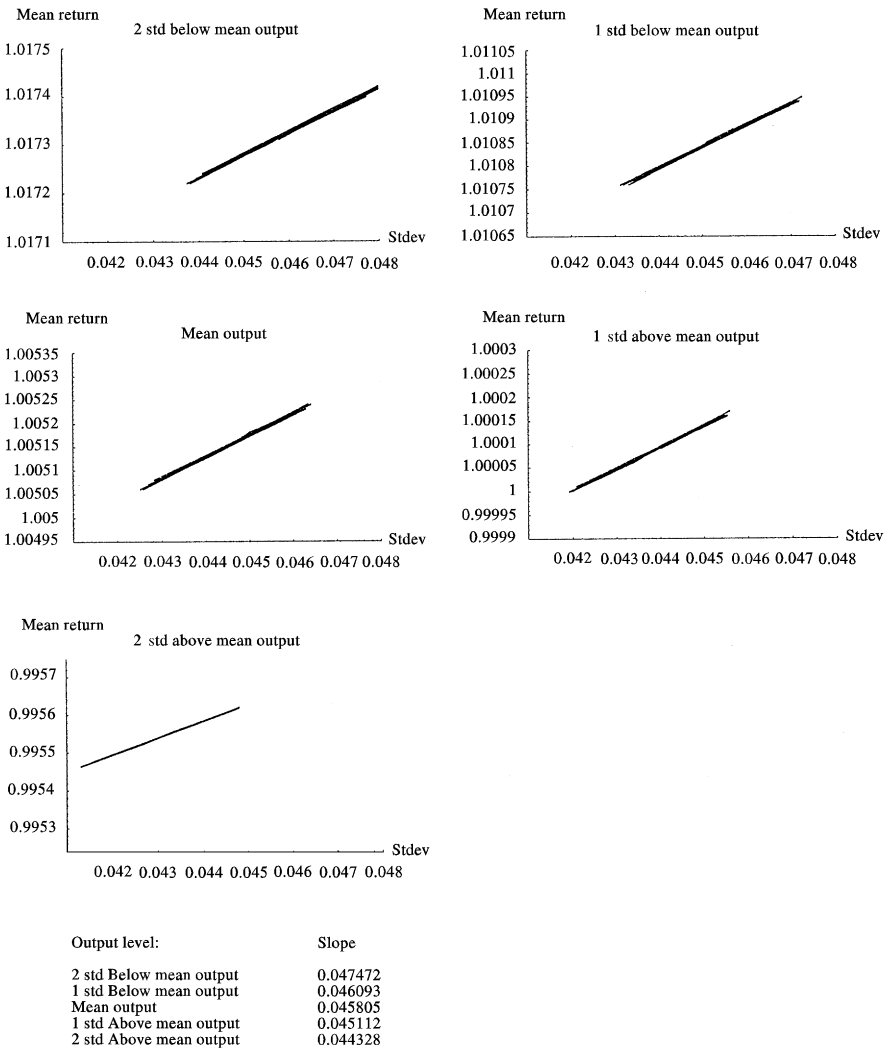 Mean return
2 std below mean output
1.0175
1.0174
1.0173
1.0172
1.0171
Stdev
0.042 0.043 0.044 0.045 0.046 0.047 0.048
Mean return
1 std below mean output
1.01105
1.011
1.01095
1.0109
1.01085
1.0108
1.01075
1.0107
1.01065
Stdev
0.042 0.043 0.044 0.045 0.046 0.047 0.048
Mean return
Mean output
1.00535
1.0053
1.00525
1.0052
1.00515
1.0051
1.00505
1.005
1.00495
Stdev
0.042 0.043 0.044 0.045 0.046 0.047 0.048
Mean return
1 std above mean output
1.0003
1.00025
1.0002
1.00015
1.0001
1.00005
1
0.99995
0.9999
Stdev
0.042 0.043 0.044 0.045 0.046 0.047 0.048
Mean return
2 std above mean output
0.9957
0.9956
0.9955
0.9954
0.9953
Stdev
0.042 0.043 0.044 0.045 0.046 0.047 0.048
Output level: Slope
2 std Below mean output 0.047472
1 std Below mean output 0.046093
Mean output 0.045805
1 std Above mean output 0.045112
2 std Above mean output 0.044328